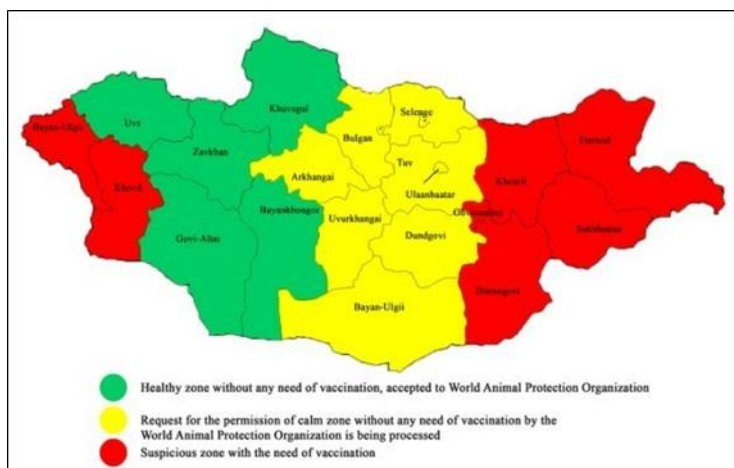 Khuvsgul
Selenge
Bayan-Ulgii
Uvs
Bulgan
Zavkhan
Tuv
Arkhangai
Khentii
Khovd
Ulaanbaatar
Bayankhongor
Uvurkhangai
Sukhbaatar
Govi-Altai
Dundgovi
Dornogovi
Bayan-Ulgii
Healthy zone without any need of vaccination, accepted to World Animal Protection Organization
Request for the permission of calm zone without any need of vaccination by the
World Animal Protection Organization is being processed
Suspicious zone with the need of vaccination